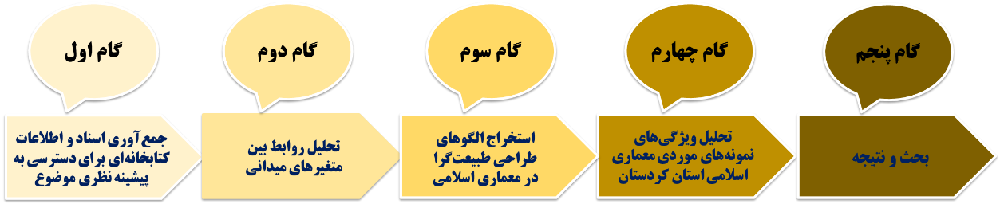 گام اول
جمع‌آوری اسناد و اطلاعات
کتابخانه‌ای برای دسترسی به
پیشینه نظری موضوع
گام دوم
تحلیل روابط بین
متغیرهای میدانی
گام سوم
استخراج الگوهای
طراحی طبیعت‌گرا
در معماری اسلامی
گام چهارم
تحلیل ویژگی‌های
نمونه‌های موردی معماری
اسلامی استان کردستان
گام پنجم
بحث و نتیجه